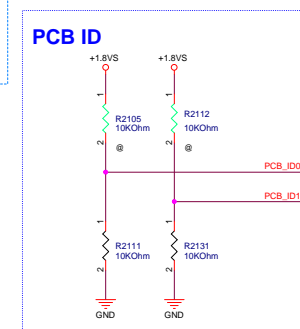 PCB ID
+1.8VS +1.8VS
1 1
R2105 R2112
10KOhm 10KOhm
2 @ 2 @
PCB_ID0
PCB_ID1
1 1
R2111 R2131
10KOhm 10KOhm
2 2
GND GND